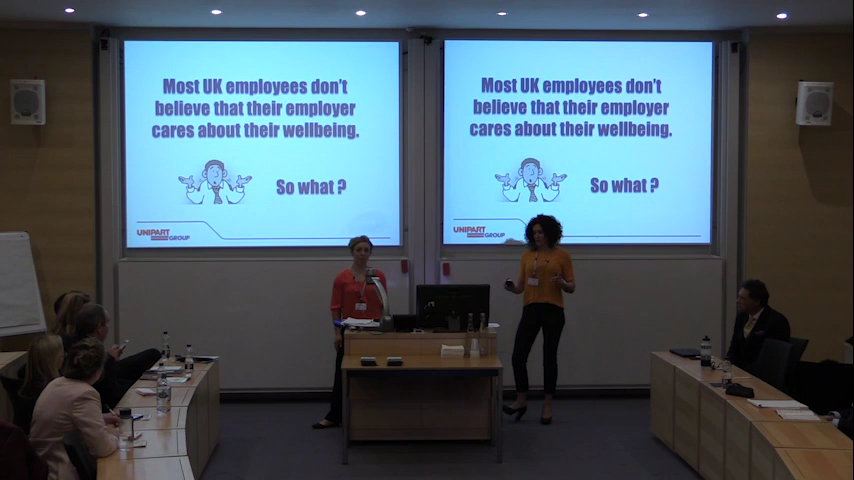 Most UK employees don't
believe that their employer
cares about their wellbeing.
So what ?
UNIPART
GROUP
Most UK employees don't
believe that their employer
cares about their wellbeing.
So what ?
UNIPART
GROUP